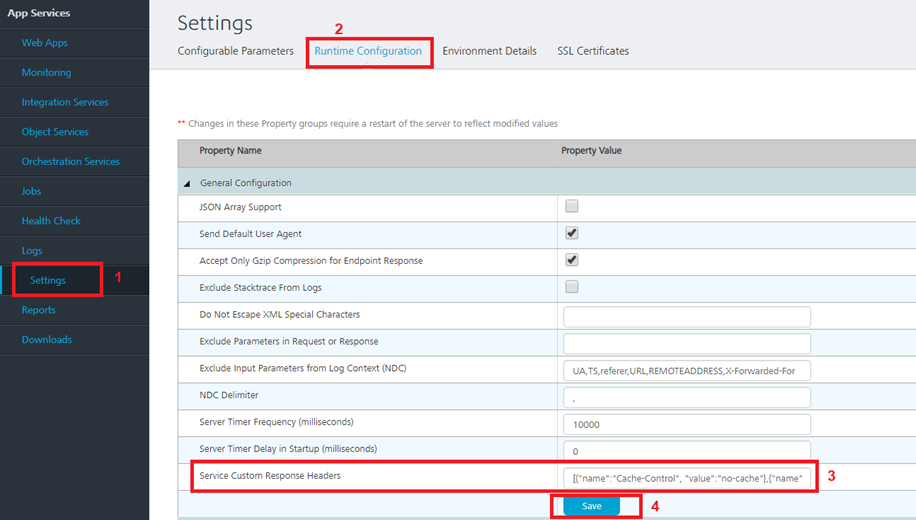 App Services
Web Apps
Monitoring
Integration Services
Object Services
Orchestration Services
Jobs
Health Check
Logs
Settings
1
Reports
Downloads
Settings
2
Configurable Parameters Runtime Configuration Environment Details SSL Certificates
** Changes in these Property groups require a restart of the server to reflect modified values
Property Name Property Value
General Configuration
JSON Array Support
Send Default User Agent
Accept Only Gzip Compression for Endpoint Response
Exclude Stacktrace From Logs
Do Not Escape XML Special Characters
Exclude Parameters in Request or Response
Exclude Input Parameters from Log Context (NDC) UA,TS,referer,URL,REMOTEADDRESS,X-Forwarded-For
NDC Delimiter ,
Server Timer Frequency (milliseconds) 10000
Server Timer Delay in Startup (milliseconds) 0
Service Custom Response Headers [{"name":"Cache-Control", "value":"no-cache"},{"name" 3
Save 4